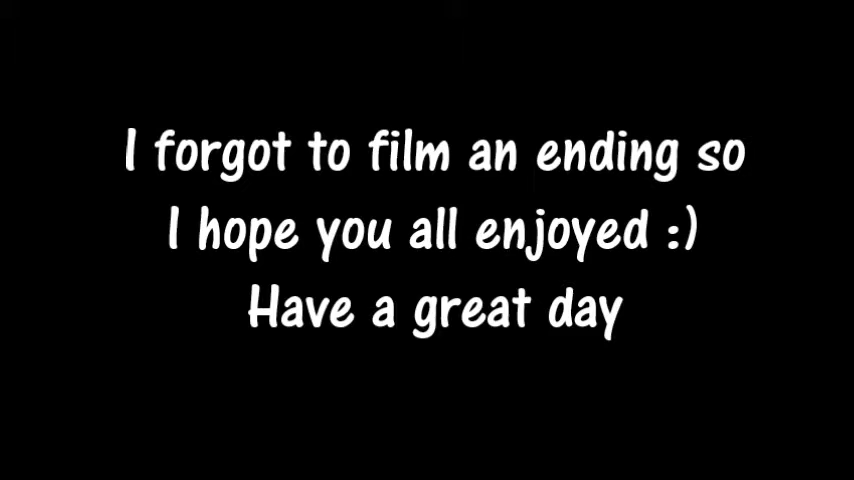 I forgot to film an ending so
I hope you all enjoyed :)
Have a great day